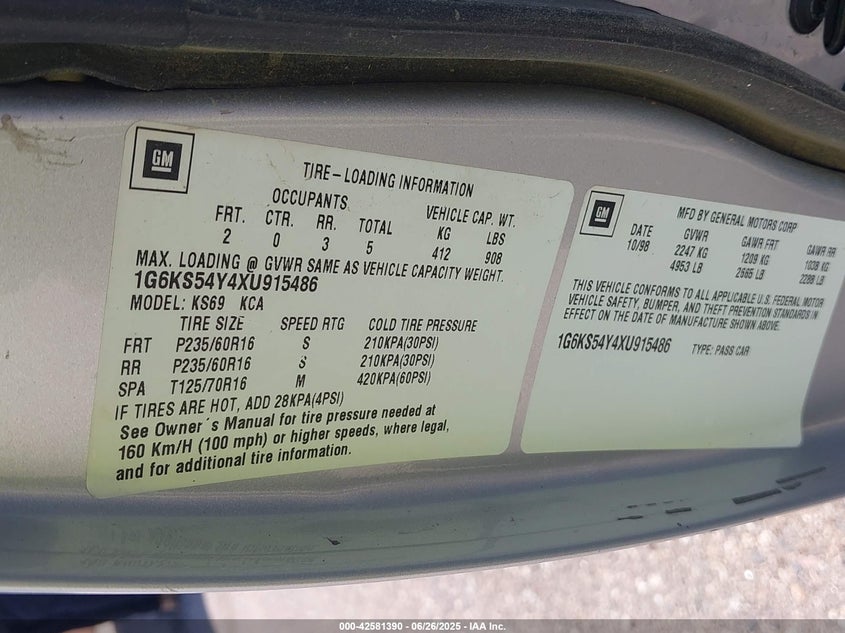 GM
TIRE-LOADING INFORMATION
OCCUPANTS
FRT. CTR. RR. TOTAL VEHICLE CAP. WT.
KG LBS
2 0 3 5 412 908
MAX. LOADING @ GVWR SAME AS VEHICLE CAPACITY WEIGHT.
1G6KS54Y4XU915486
MODEL: KS69 KCA
TIRE SIZE SPEED RTG COLD TIRE PRESSURE
FRT P235/60R16 S 210KPA(30PSI)
RR P235/60R16 S 210KPA(30PSI)
SPA T125/70R16 M 420KPA(60PSI)
IF TIRES ARE HOT, ADD 28KPA(4PSI)
See Owner's Manual for tire pressure needed at
160 Km/H (100 mph) or higher speeds, where legal,
and for additional tire information.
GM
MFD BY GENERAL MOTORS CORP
DATE GVWR GAWR FRT GAWR RR
10/98 2247 KG 1209 KG 1038 KG
4953 LB 2665 LB 2288 LB
THIS VEHICLE CONFORMS TO ALL APPLICABLE U.S. FEDERAL MOTOR
VEHICLE SAFETY, BUMPER, AND THEFT PREVENTION STANDARDS IN
EFFECT ON THE DATE OF MANUFACTURE SHOWN ABOVE.
1G6KS54Y4XU915486 TYPE: PASS CAR
000-42581390 - 06/26/2025 - IAA Inc.